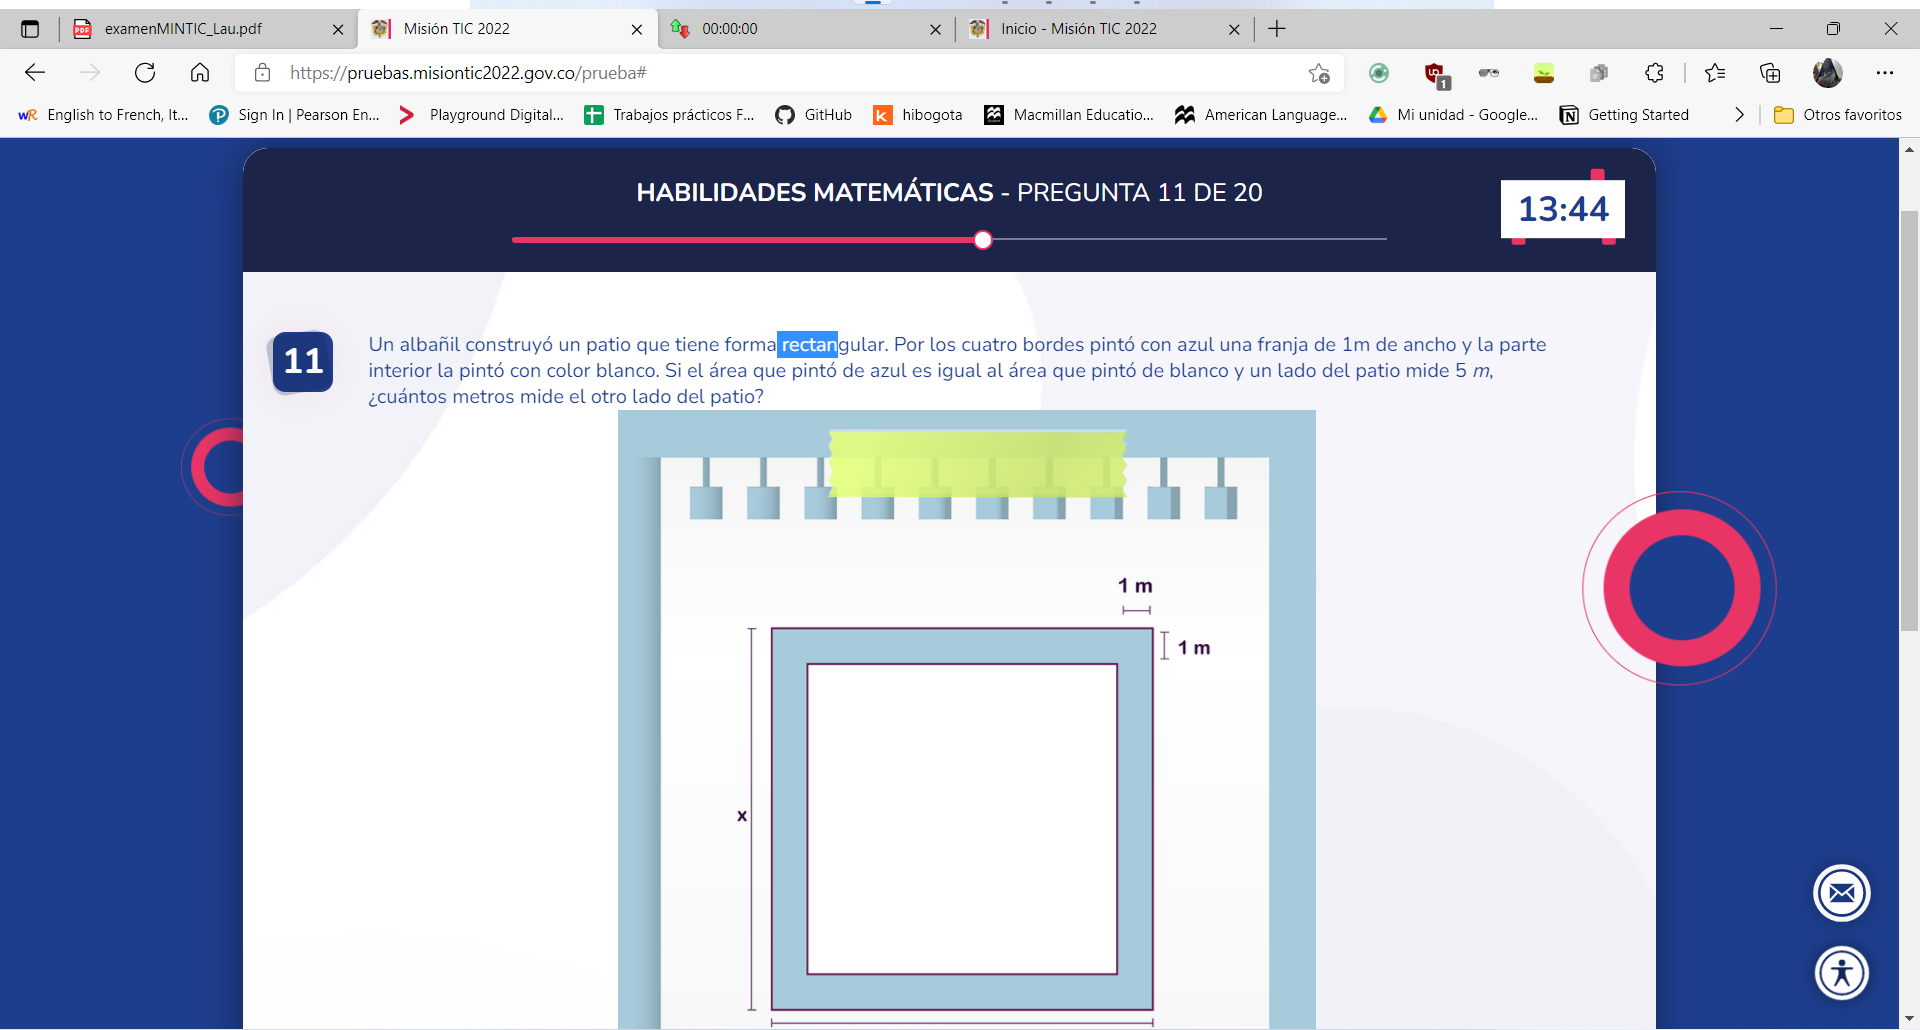 examenMINTIC_Lau.pdf
Misión TIC 2022
00:00:00
Inicio - Misión TIC 2022
https://pruebas.misiontic2022.gov.co/prueba#
1
English to French, It...
Sign In | Pearson En...
Playground Digital...
Trabajos prácticos F...
GitHub
hibogota
Macmillan Educatio...
American Language...
Mi unidad - Google...
Getting Started
Otros favoritos
HABILIDADES MATEMÁTICAS - PREGUNTA 11 DE 20
13:44
11
Un albañil construyó un patio que tiene forma rectangular. Por los cuatro bordes pintó con azul una franja de 1m de ancho y la parte
interior la pintó con color blanco. Si el área que pintó de azul es igual al área que pintó de blanco y un lado del patio mide 5 m,
¿cuántos metros mide el otro lado del patio?
1 m
1 m
x